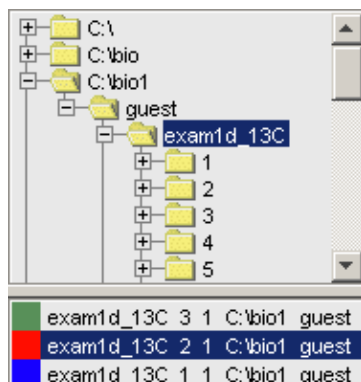 C:\
C:\bio
C:\bio1
guest
exam1d_13C
1
2
3
4
5
exam1d_13C 3 1 C:\bio1 guest
exam1d_13C 2 1 C:\bio1 guest
exam1d_13C 1 1 C:\bio1 guest